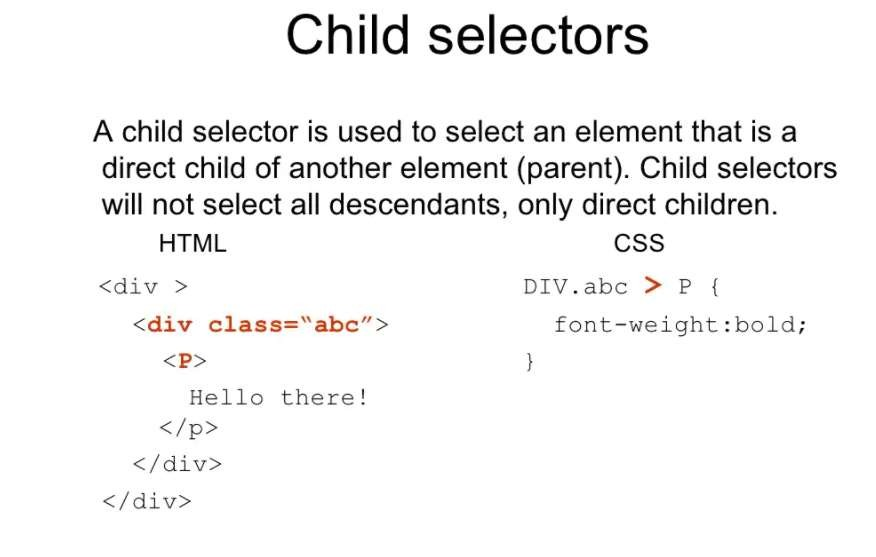 Child selectors
A child selector is used to select an element that is a
direct child of another element (parent). Child selectors
will not select all descendants, only direct children.
HTML
<div >
<div class=“abc”>
<P>
Hello there!
</p>
</div>
</div>
CSS
DIV.abc > P {
font-weight:bold;
}